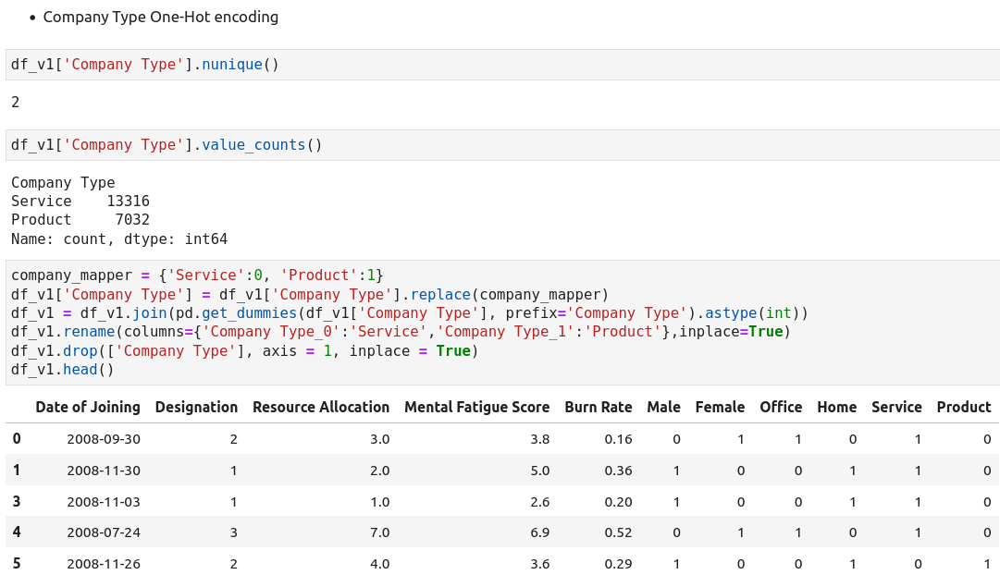 • Company Type One-Hot encoding
df_v1['Company Type'].nunique()
2
df_v1['Company Type'].value_counts()
Company Type
Service    13316
Product     7032
Name: count, dtype: int64
company_mapper = {'Service':0, 'Product':1}
df_v1['Company Type'] = df_v1['Company Type'].replace(company_mapper)
df_v1 = df_v1.join(pd.get_dummies(df_v1['Company Type'], prefix='Company Type').astype(int))
df_v1.rename(columns={'Company Type_0':'Service','Company Type_1':'Product'},inplace=True)
df_v1.drop(['Company Type'], axis = 1, inplace = True)
df_v1.head()
Date of Joining Designation Resource Allocation Mental Fatigue Score Burn Rate Male Female Office Home Service Product
0 2008-09-30 2 3.0 3.8 0.16 0 1 1 0 1 0
1 2008-11-30 1 2.0 5.0 0.36 1 0 0 1 1 0
3 2008-11-03 1 1.0 2.6 0.20 1 0 0 1 1 0
4 2008-07-24 3 7.0 6.9 0.52 0 1 1 0 1 0
5 2008-11-26 2 4.0 3.6 0.29 1 0 0 1 0 1